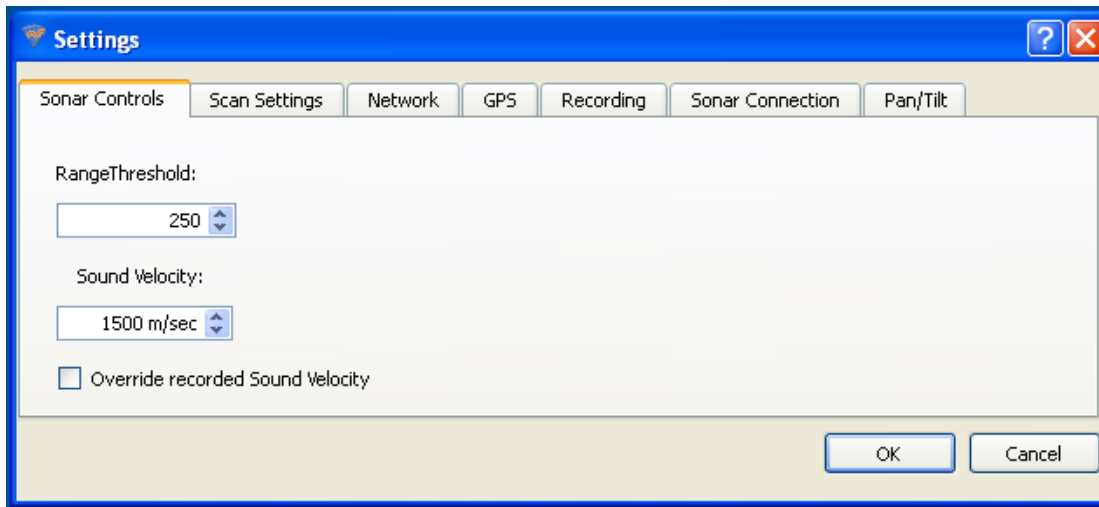 Settings
Sonar Controls Scan Settings Network GPS Recording Sonar Connection Pan/Tilt
RangeThreshold:
250
Sound Velocity:
1500 m/sec
Override recorded Sound Velocity
OK Cancel